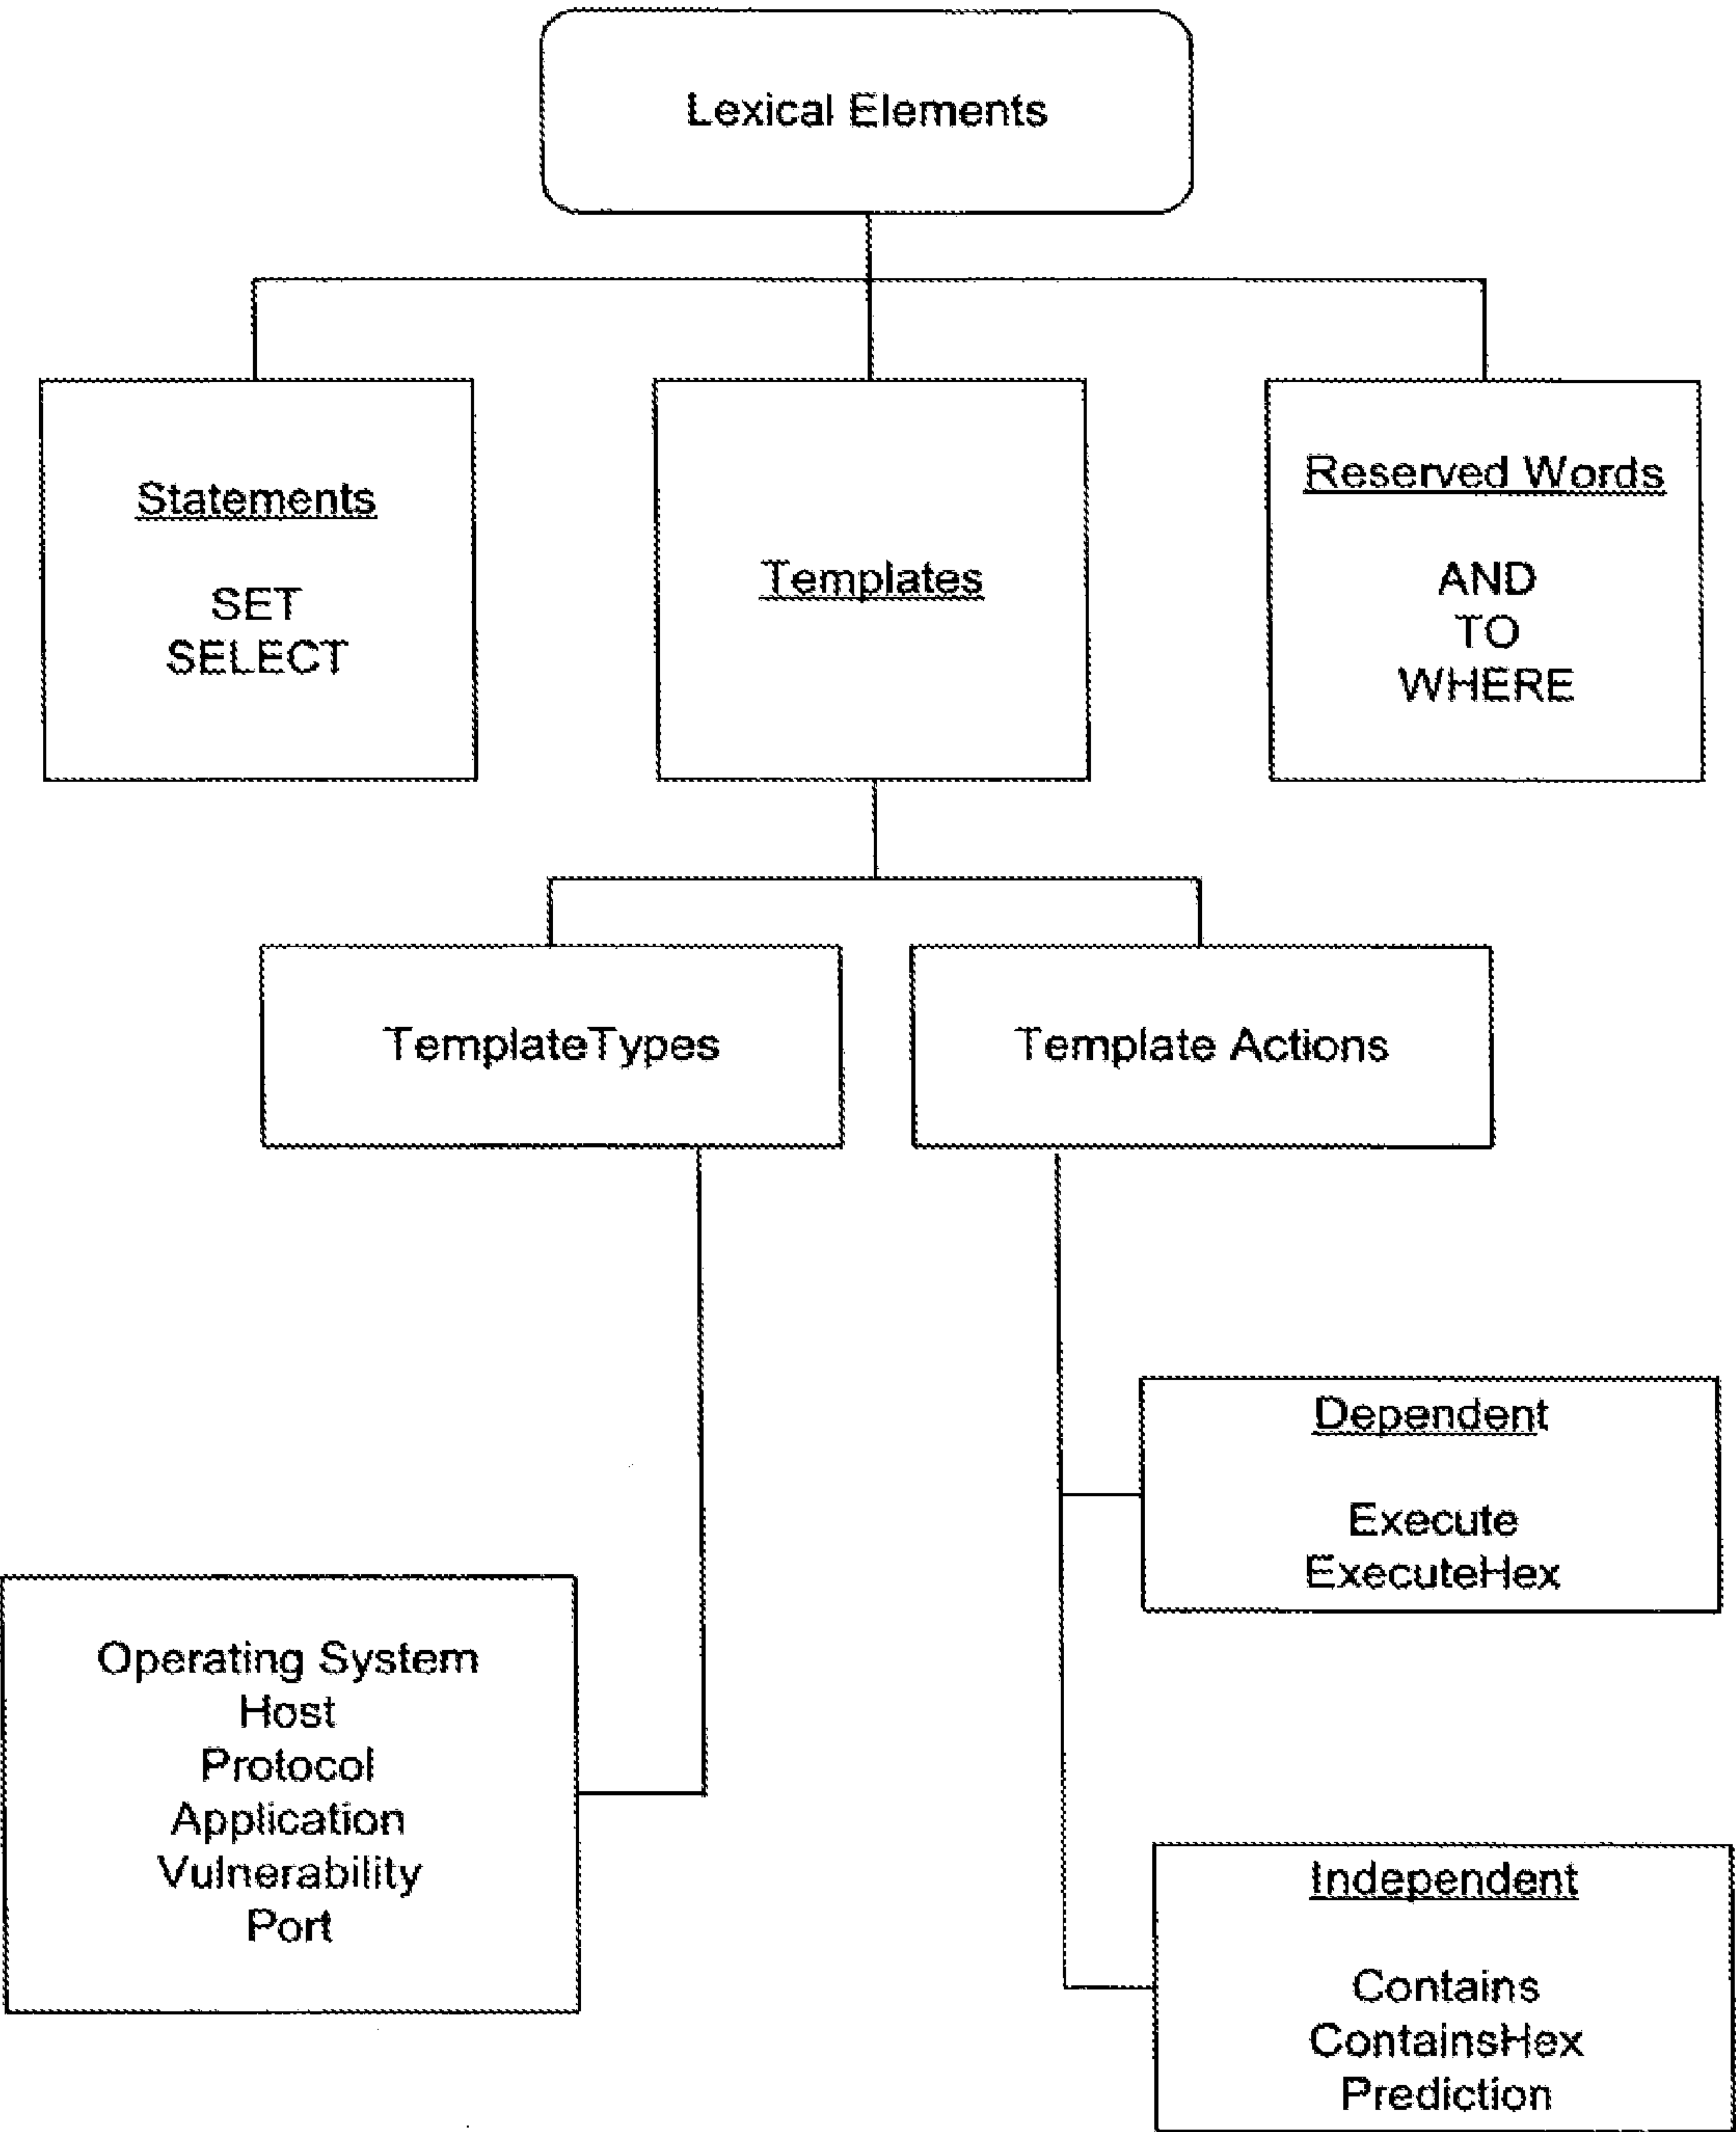 Lexical Elements
Statements
SET
SELECT
Templates
Reserved Words
AND
TO
WHERE
TemplateTypes
Template Actions
Dependent
Execute
ExecuteHex
Operating System
Host
Protocol
Application
Vulnerability
Port
Independent
Contains
ContainsHex
Prediction